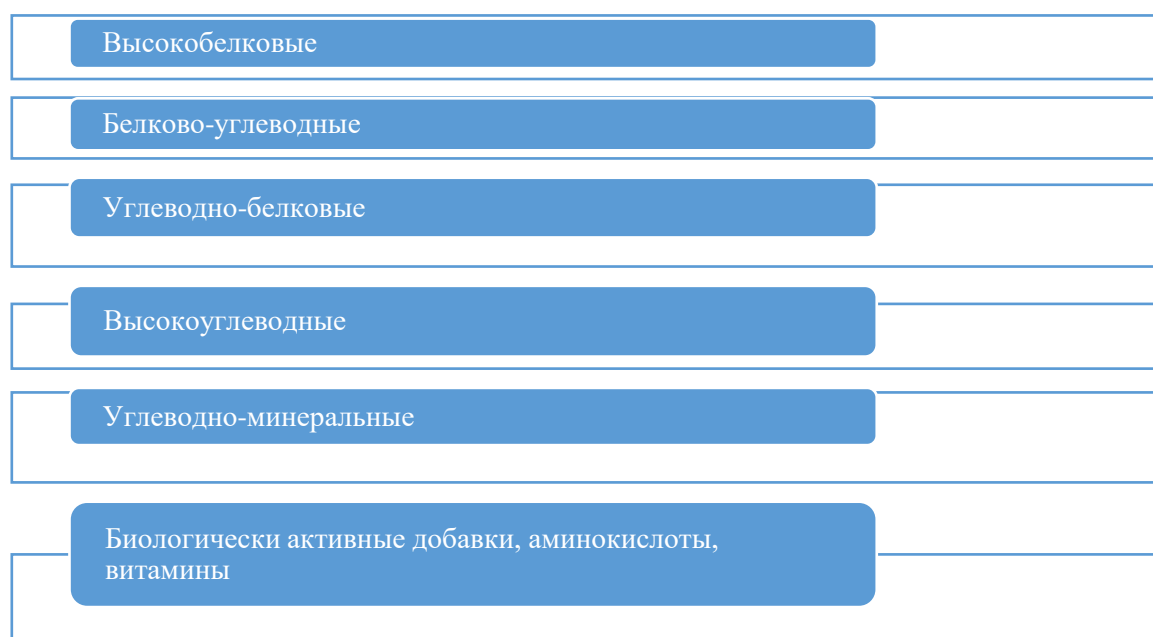 Высокобелковые
Белково-углеводные
Углеводно-белковые
Высокоуглеводные
Углеводно-минеральные
Биологически активные добавки, аминокислоты,
витамины